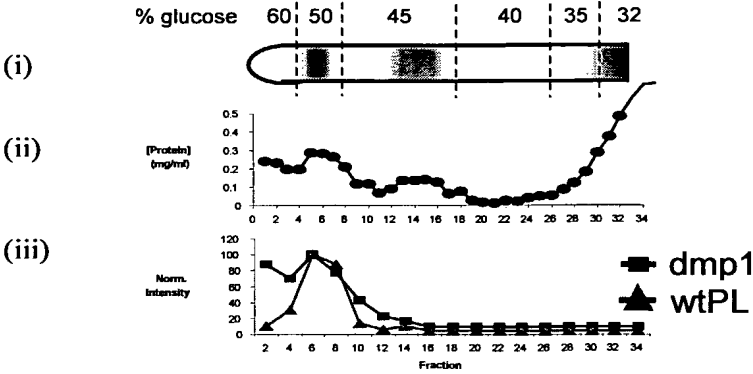 % glucose 60 50 45 40 35 32
(i)
(ii)
[Protein]
(mg/ml)
0.5
0.4
0.3
0.2
0.1
0
0 2 4 6 8 10 12 14 16 18 20 22 24 26 28 30 32 34
(iii)
Norm.
Intensity
120
100
80
60
40
20
0
2 4 6 8 10 12 14 16 18 20 22 24 26 28 30 32 34
Fraction
dmp1
wtPL